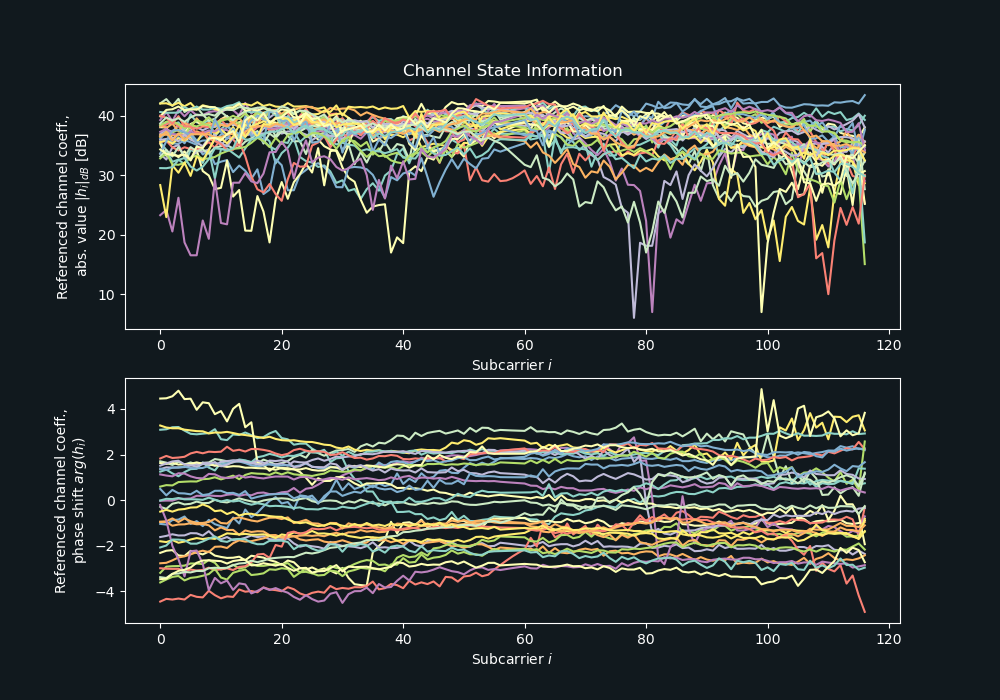 Channel State Information
Referenced channel coeff.,
abs. value |h_i|_{dB} [dB]
40
30
20
10
0 20 40 60 80 100 120
Subcarrier i
Referenced channel coeff.,
phase shift arg(h_i)
4
2
0
−2
−4
0 20 40 60 80 100 120
Subcarrier i